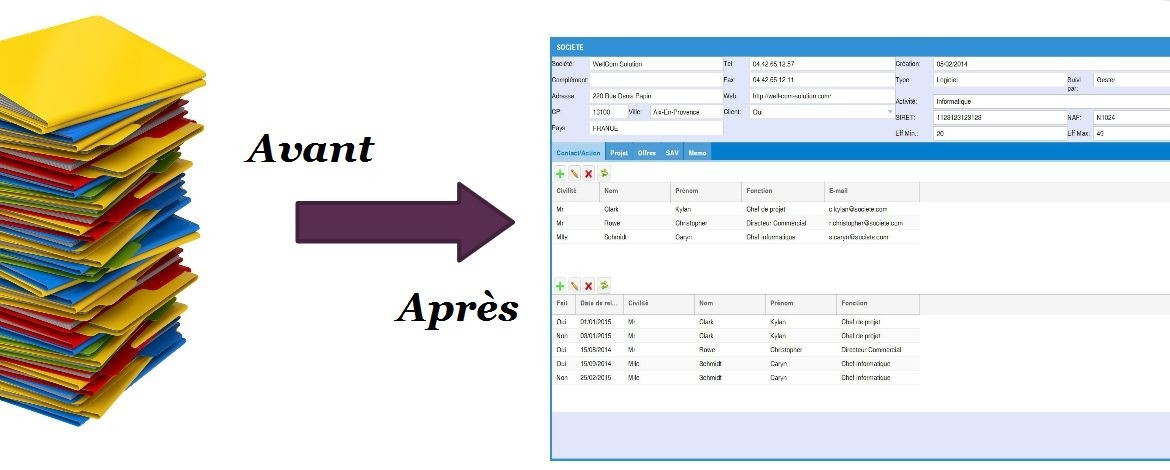 Avant
Après
SOCIETE
Société: WellCom Solution Tel: 04.42.65.12.57 Création: 05/02/2014
Complément: Fax: 04.42.65.12.11 Type: Logiciel Suivi par: Gester
Adresse: 220 Rue Denis Papin Web: http://wellcom-solution.com/ Activité: Informatique
CP: 13100 Ville: Aix-En-Provence Client: Oui SIRET: 1128123123123 NAF: N1024
Pays: FRANCE Eff Min.: 20 Eff Max: 49
Contact/Action Projet Offres SAV Memo
Civilité Nom Prénom Fonction E-mail
Mr Clark Kylan Chef de projet c.kylan@societe.com
Mr Rowe Christopher Directeur Commercial r.christopher@societe.com
Mlle Schmidt Caryn Chef Informatique s.caryn@societe.com
Fait Date de rel... Civilité Nom Prénom Fonction
Oui 01/01/2015 Mr Clark Kylan Chef de projet
Non 03/01/2015 Mr Clark Kylan Chef de projet
Oui 15/08/2014 Mr Rowe Christopher Directeur Commercial
Oui 15/09/2014 Mlle Schmidt Caryn Chef Informatique
Non 25/02/2015 Mlle Schmidt Caryn Chef Informatique